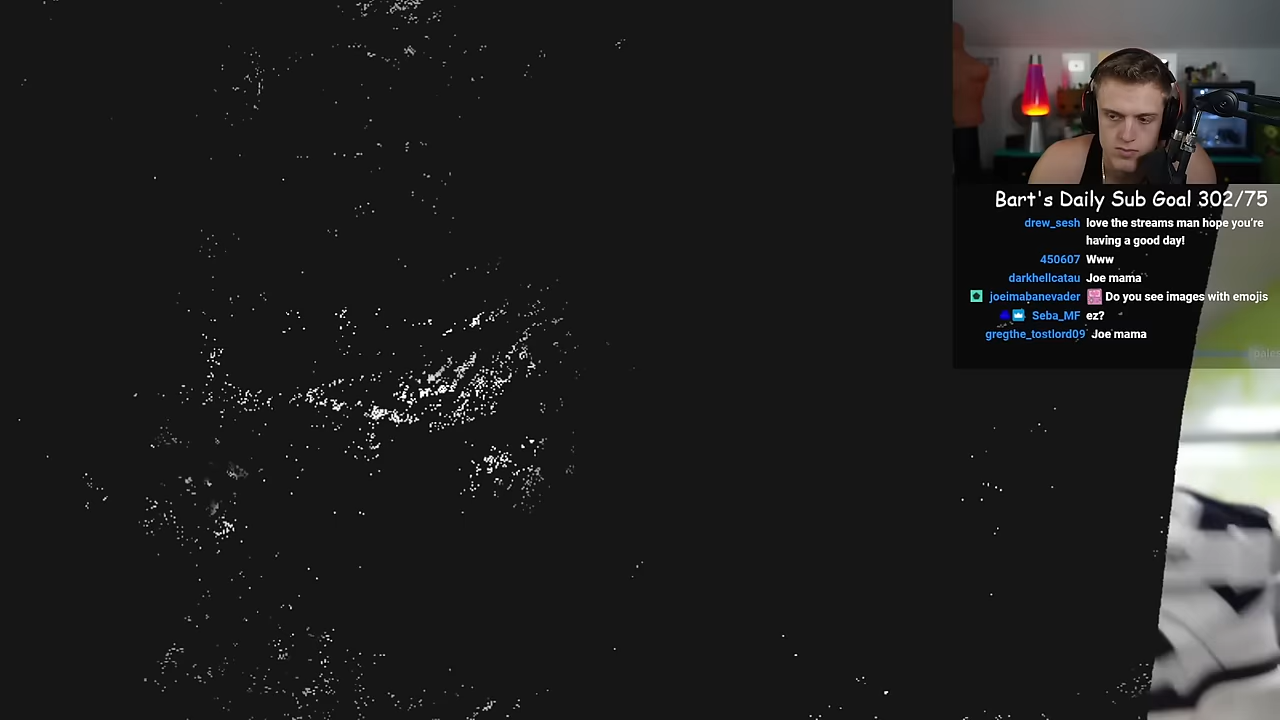 Bart's Daily Sub Goal 302/75
drew_sesh love the streams man hope you're
having a good day!
450607 Www
darkhellcatau Joe mama
joeimabanevader Do you see images with emojis
Seba_MF ez?
gregthe_tostlord09 Joe mama